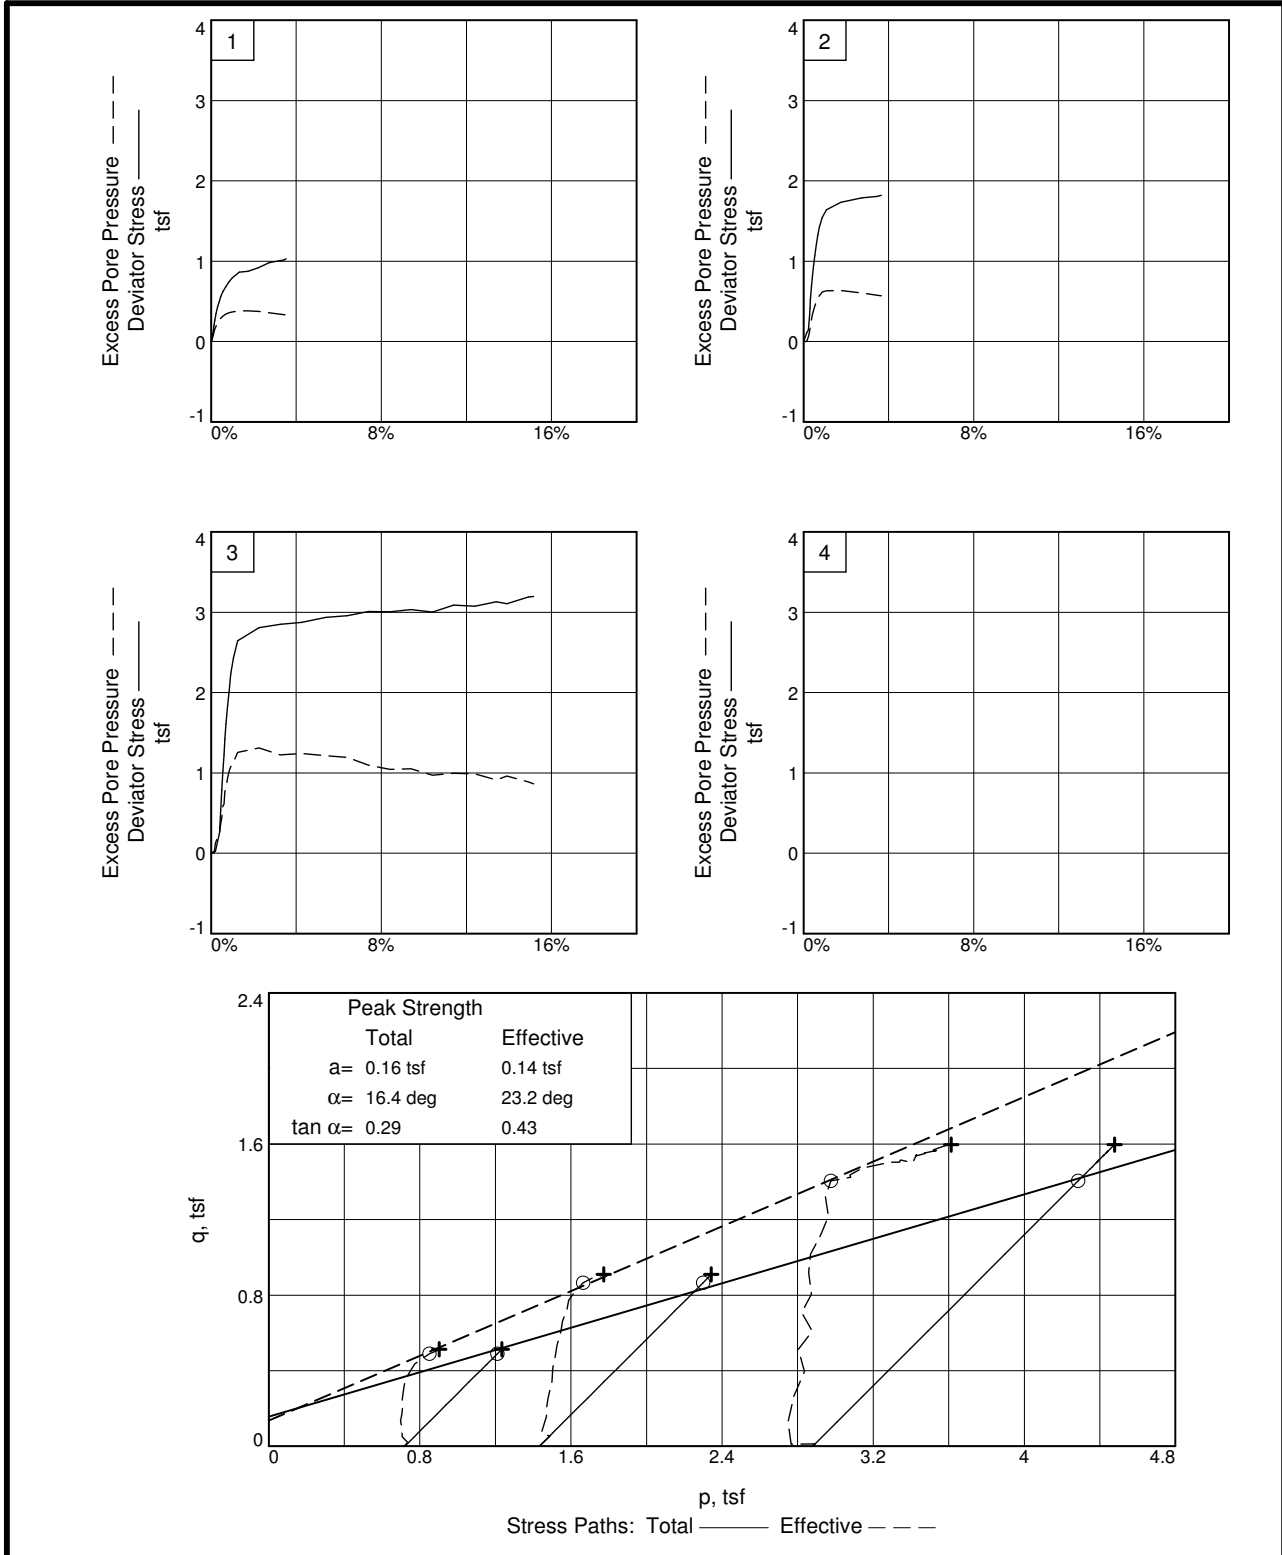 1
4
3
2
1
0
-1
0%
8%
16%
Excess Pore Pressure
Deviator Stress
tsf
2
4
3
2
1
0
-1
0%
8%
16%
Excess Pore Pressure
Deviator Stress
tsf
3
4
3
2
1
0
-1
0%
8%
16%
Excess Pore Pressure
Deviator Stress
tsf
4
4
3
2
1
0
-1
0%
8%
16%
Excess Pore Pressure
Deviator Stress
tsf
Peak Strength
Total Effective
a= 0.16 tsf 0.14 tsf
α= 16.4 deg 23.2 deg
tan α= 0.29 0.43
2.4
1.6
0.8
0
q, tsf
0 0.8 1.6 2.4 3.2 4 4.8
p, tsf
Stress Paths: Total Effective